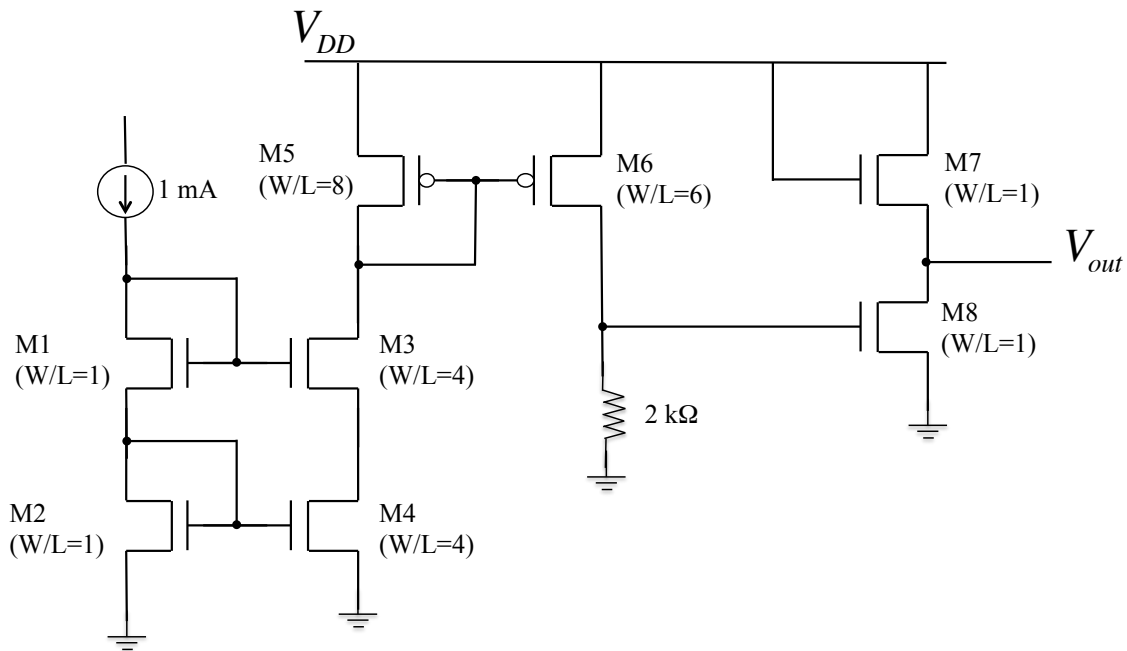 V_DD
M5
(W/L=8)
M6
(W/L=6)
M7
(W/L=1)
1 mA
V_out
M1
(W/L=1)
M3
(W/L=4)
M8
(W/L=1)
2 kΩ
M2
(W/L=1)
M4
(W/L=4)